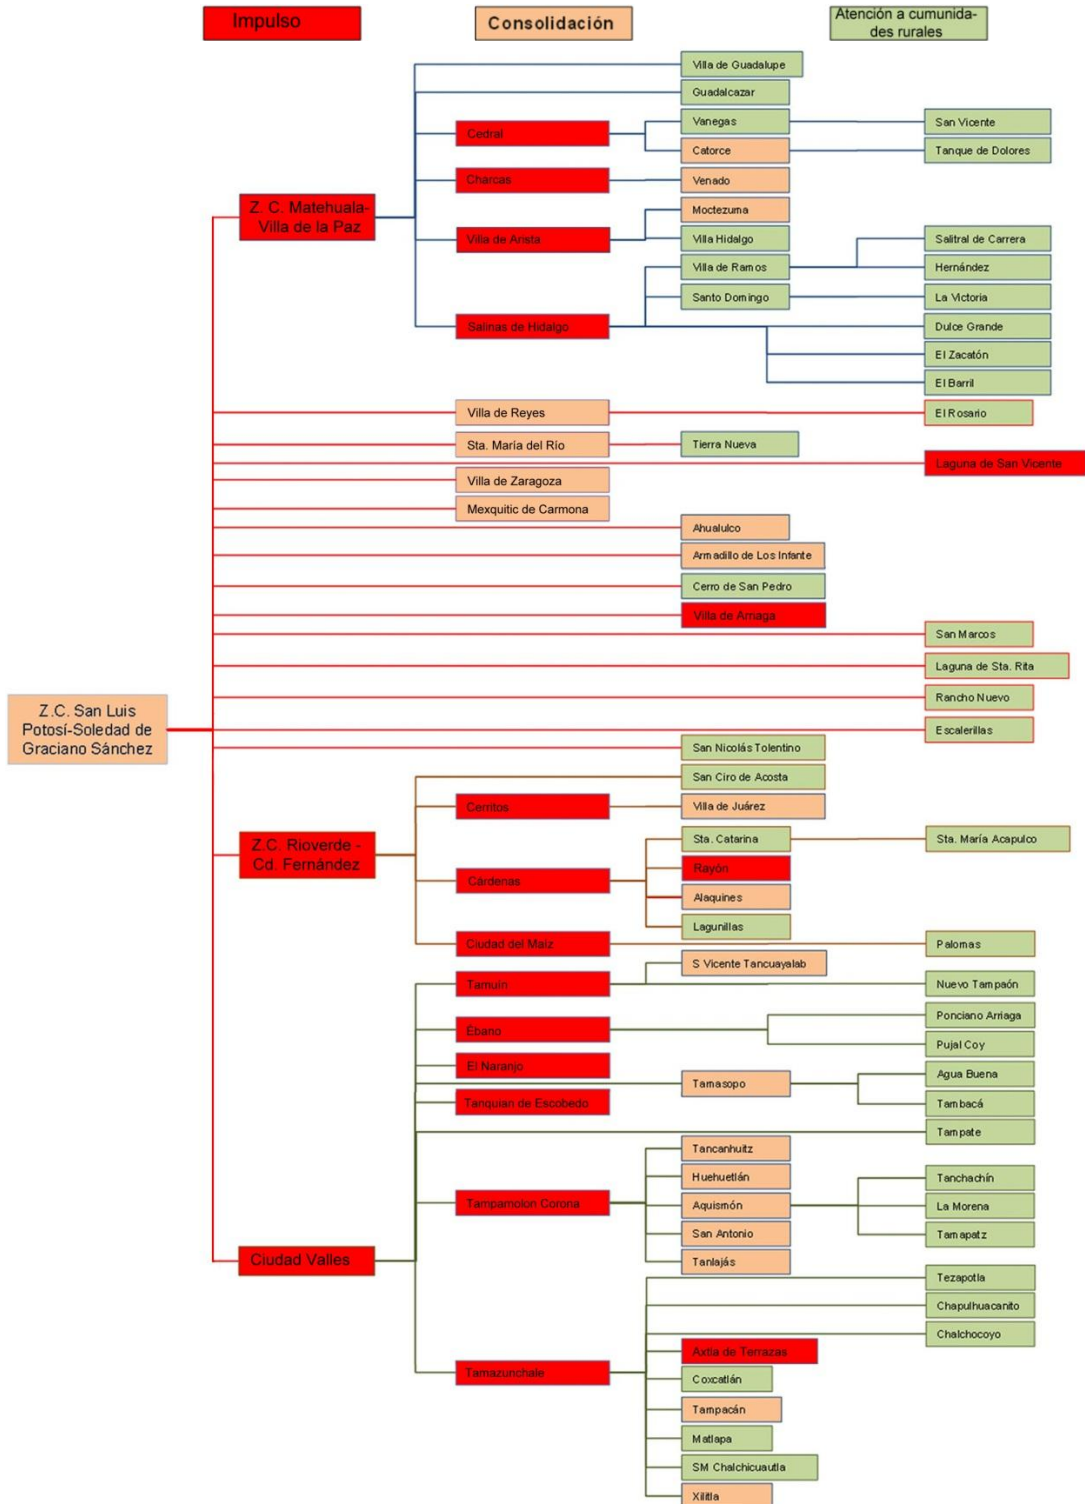 Impulso
Consolidación
Atención a cumunida-
des rurales
Villa de Guadalupe
Guadalcazar
Cedral
Vanegas
San Vicente
Catorce
Tanque de Dolores
Charcas
Venado
Z. C. Matehuala-
Villa de la Paz
Moctezuma
Villa de Arista
Villa Hidalgo
Salitral de Carrera
Villa de Ramos
Hernández
Santo Domingo
La Victoria
Salinas de Hidalgo
Dulce Grande
El Zacatón
El Barril
Villa de Reyes
El Rosario
Sta. María del Río
Tierra Nueva
Laguna de San Vicente
Villa de Zaragoza
Mexquitic de Carmona
Ahualulco
Armadillo de Los Infante
Cerro de San Pedro
Villa de Arriaga
San Marcos
Laguna de Sta. Rita
Rancho Nuevo
Z.C. San Luis
Potosí-Soledad de
Graciano Sánchez
Escalerillas
San Nicolás Tolentino
San Ciro de Acosta
Cerritos
Villa de Juárez
Z.C. Rioverde -
Cd. Fernández
Sta. Catarina
Sta. María Acapulco
Rayón
Cárdenas
Alaquines
Lagunillas
Ciudad del Maíz
Palomas
S Vicente Tancuayalab
Tamuín
Nuevo Tampaón
Ébano
Ponciano Arriaga
Pujal Coy
El Naranjo
Agua Buena
Tamasopo
Tanquian de Escobedo
Tambacá
Tampate
Tancanhuitz
Huehuetlán
Tanchachín
Tampamolon Corona
Aquismón
La Morena
San Antonio
Tamapatz
Tanlajás
Ciudad Valles
Tezapotla
Chapulhuacanito
Chalchocoyo
Axtla de Terrazas
Tamazunchale
Coxcatlán
Tampacán
Matlapa
SM Chalchicuautla
Xilitla